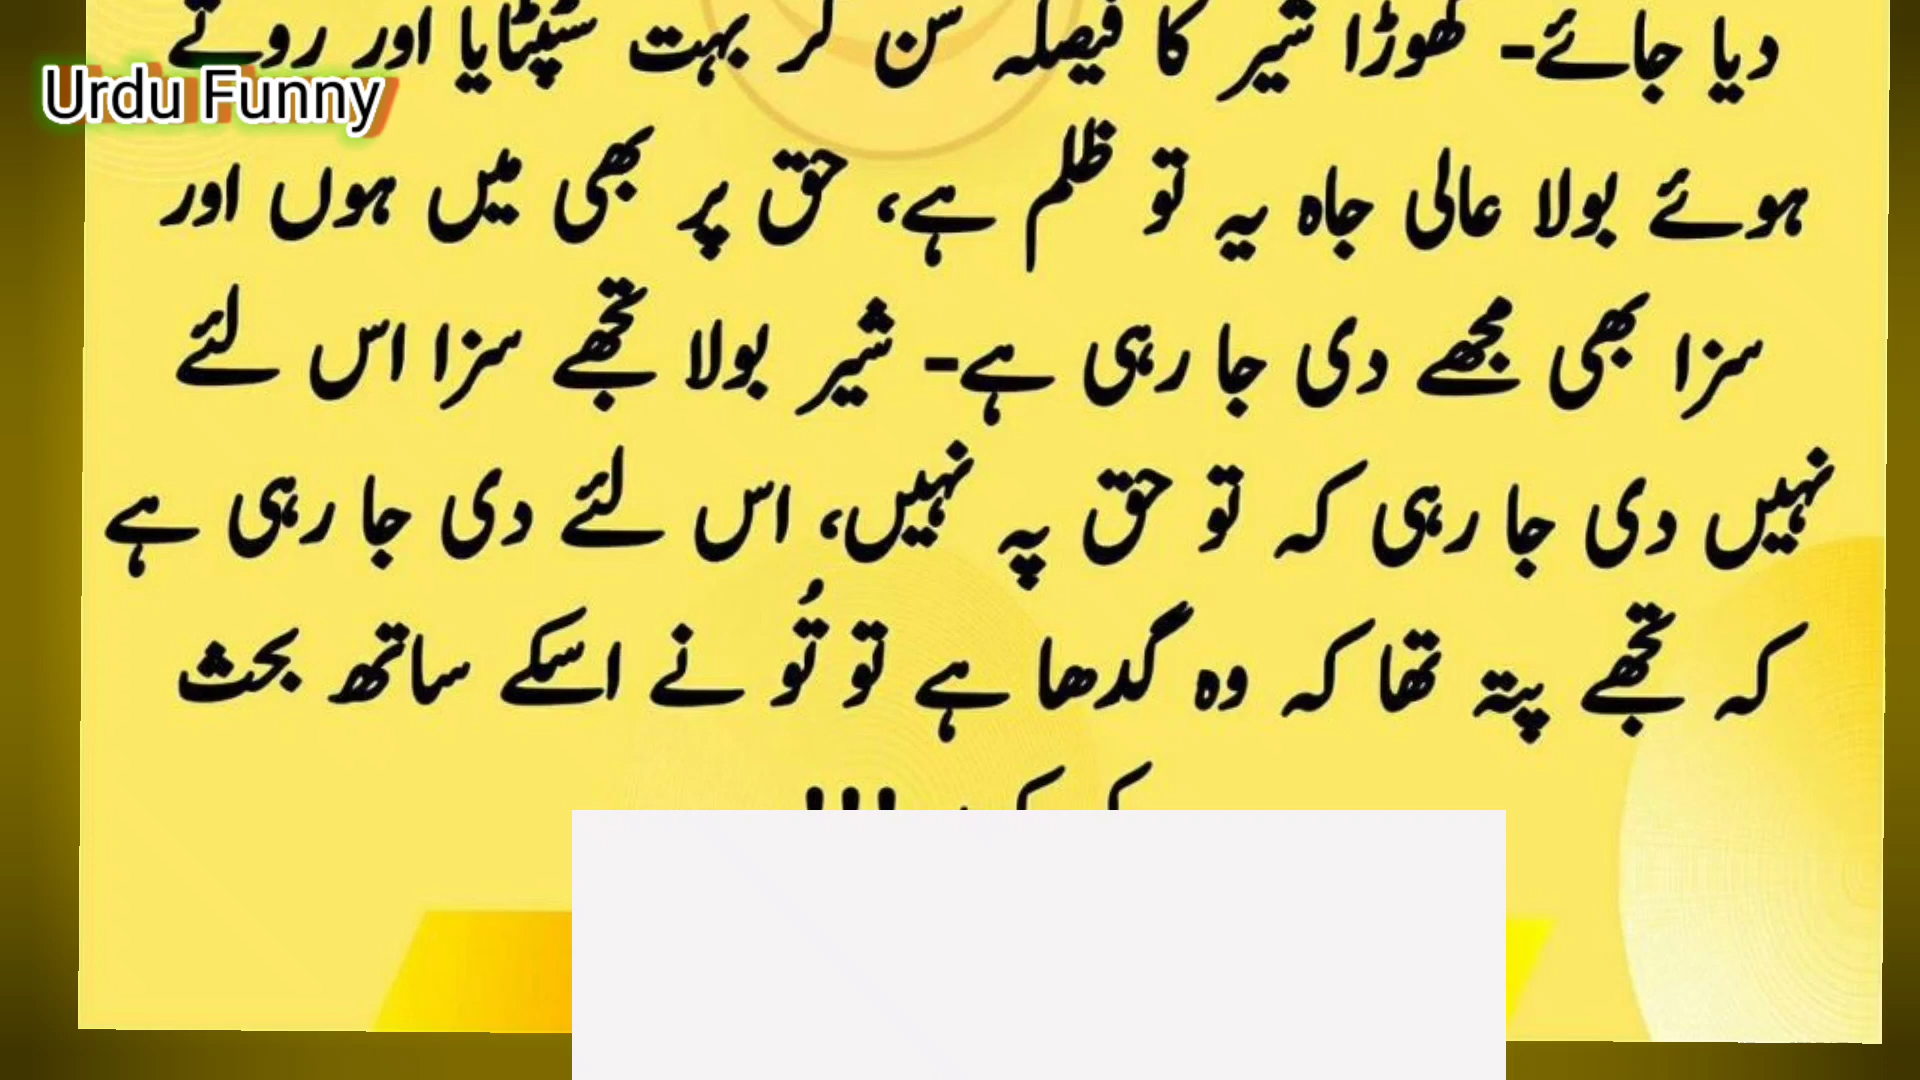 دیا جائے۔ گھوڑا شیر کا فیصلہ سن کر بہت سٹپٹایا اور روتے
Urdu Funny
ہوئے بولا عالی جاہ یہ تو ظلم ہے، حق پر بھی میں ہوں اور
سزا بھی مجھے دی جا رہی ہے۔ شیر بولا تجھے سزا اس لئے
نہیں دی جا رہی کہ تو حق پہ نہیں، اس لئے دی جا رہی ہے
کہ تجھے پتہ تھا کہ وہ گدھا ہے تو تُو نے اسکے ساتھ بحث